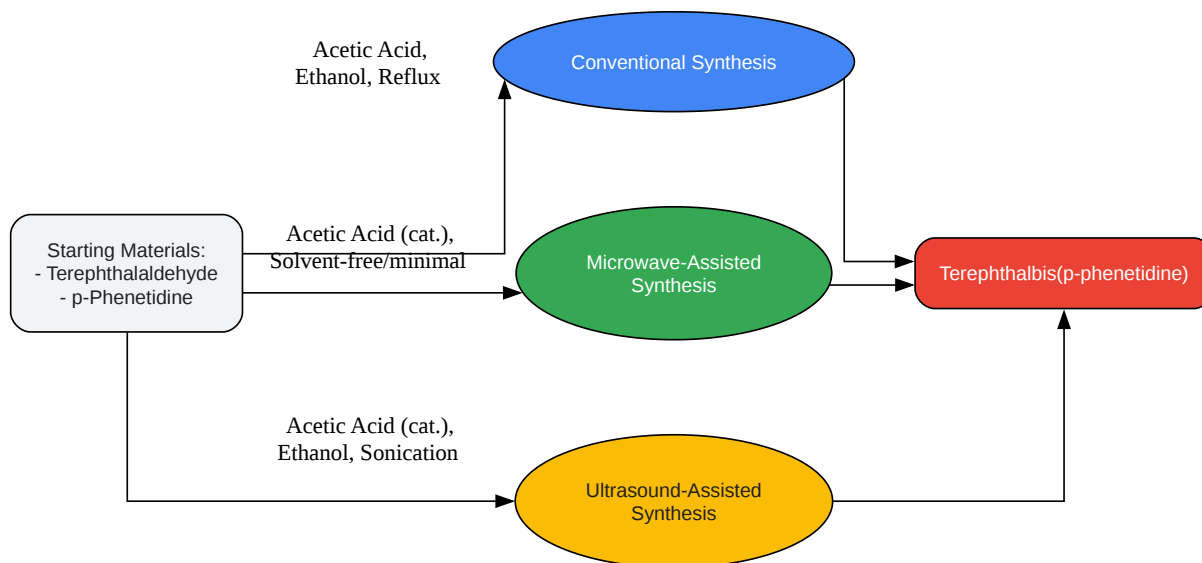 Acetic Acid,
Ethanol, Reflux
Conventional Synthesis
Starting Materials:
- Terephthalaldehyde
- p-Phenetidine
Acetic Acid (cat.),
Solvent-free/minimal
Microwave-Assisted
Synthesis
Terephthalbis(p-phenetidine)
Acetic Acid (cat.),
Ethanol, Sonication
Ultrasound-Assisted
Synthesis